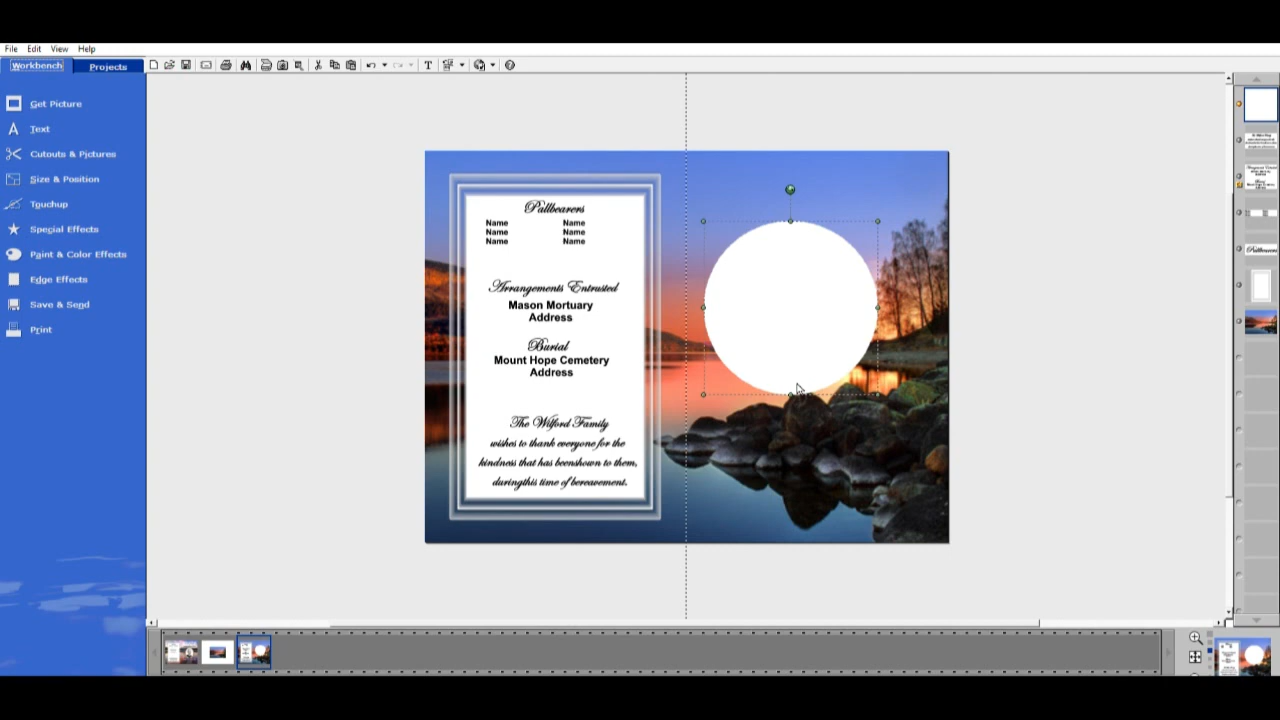 File Edit View Help
Workbench Projects
Get Picture
Text
Cutouts & Pictures
Size & Position
Touchup
Special Effects
Paint & Color Effects
Edge Effects
Save & Send
Print
Pallbearers
Name Name
Name Name
Name Name
Arrangements Entrusted
Mason Mortuary
Address
Burial
Mount Hope Cemetery
Address
The Wilford Family
wishes to thank everyone for the
kindness that has beenshown to them,
duringthis time of bereavement.